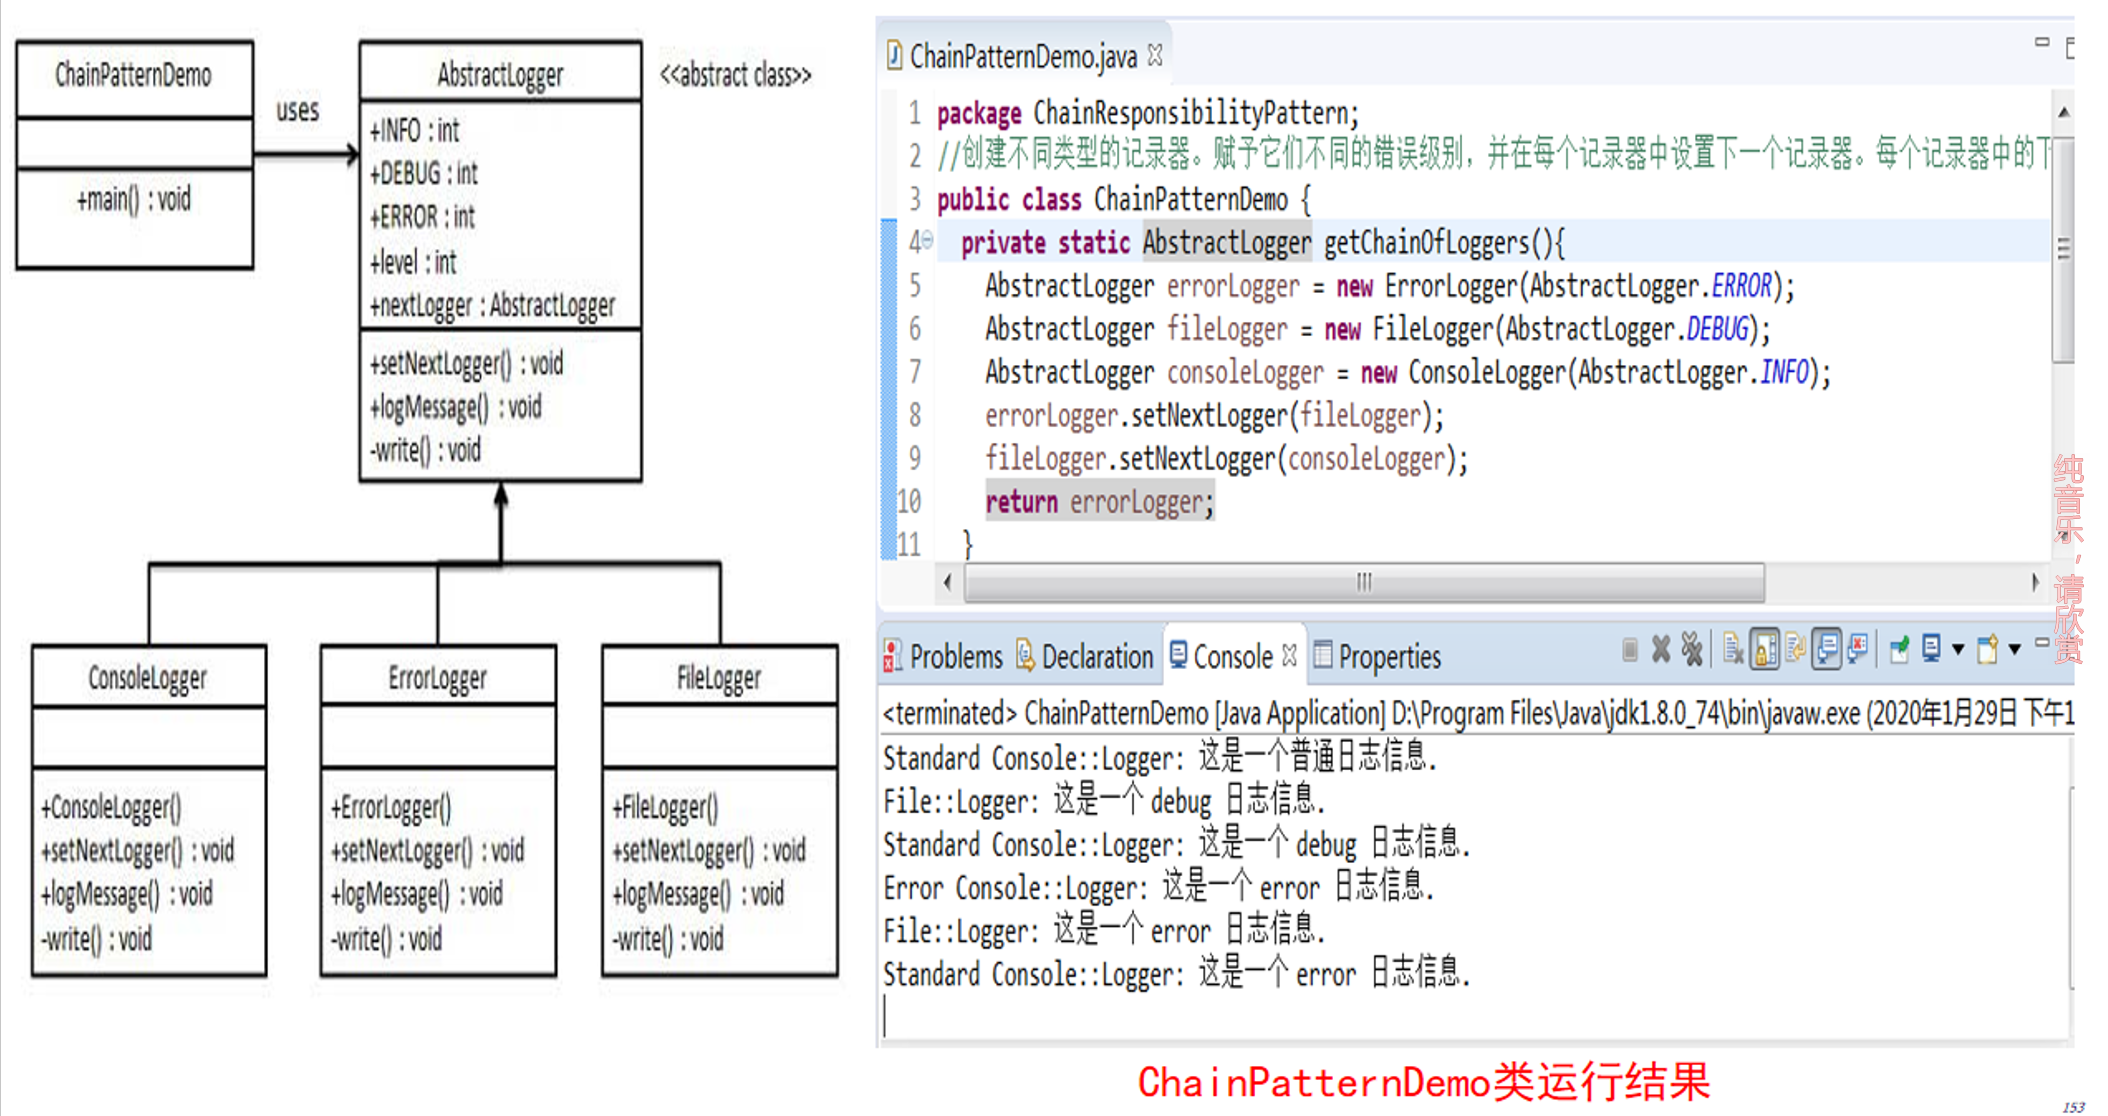 ChainPatternDemo
+main() : void
uses
AbstractLogger
<<abstract class>>
+INFO : int
+DEBUG : int
+ERROR : int
+level : int
+nextLogger : AbstractLogger
+setNextLogger() : void
+logMessage() : void
-write() : void
ConsoleLogger
+ConsoleLogger()
+setNextLogger() : void
+logMessage() : void
-write() : void
ErrorLogger
+ErrorLogger()
+setNextLogger() : void
+logMessage() : void
-write() : void
FileLogger
+FileLogger()
+setNextLogger() : void
+logMessage() : void
-write() : void
ChainPatternDemo.java
1 package ChainResponsibilityPattern;
2 //创建不同类型的记录器。赋予它们不同的错误级别，并在每个记录器中设置下一个记录器。每个记录器中的下
3 public class ChainPatternDemo {
4 private static AbstractLogger getChainOfLoggers(){
5 AbstractLogger errorLogger = new ErrorLogger(AbstractLogger.ERROR);
6 AbstractLogger fileLogger = new FileLogger(AbstractLogger.DEBUG);
7 AbstractLogger consoleLogger = new ConsoleLogger(AbstractLogger.INFO);
8 errorLogger.setNextLogger(fileLogger);
9 fileLogger.setNextLogger(consoleLogger);
10 return errorLogger;
11 }
纯音乐，请欣赏
Problems Declaration Console Properties
<terminated> ChainPatternDemo [Java Application] D:\Program Files\Java\jdk1.8.0_74\bin\javaw.exe (2020年1月29日 下午1
Standard Console::Logger: 这是一个普通日志信息.
File::Logger: 这是一个 debug 日志信息.
Standard Console::Logger: 这是一个 debug 日志信息.
Error Console::Logger: 这是一个 error 日志信息.
File::Logger: 这是一个 error 日志信息.
Standard Console::Logger: 这是一个 error 日志信息.
ChainPatternDemo类运行结果
153